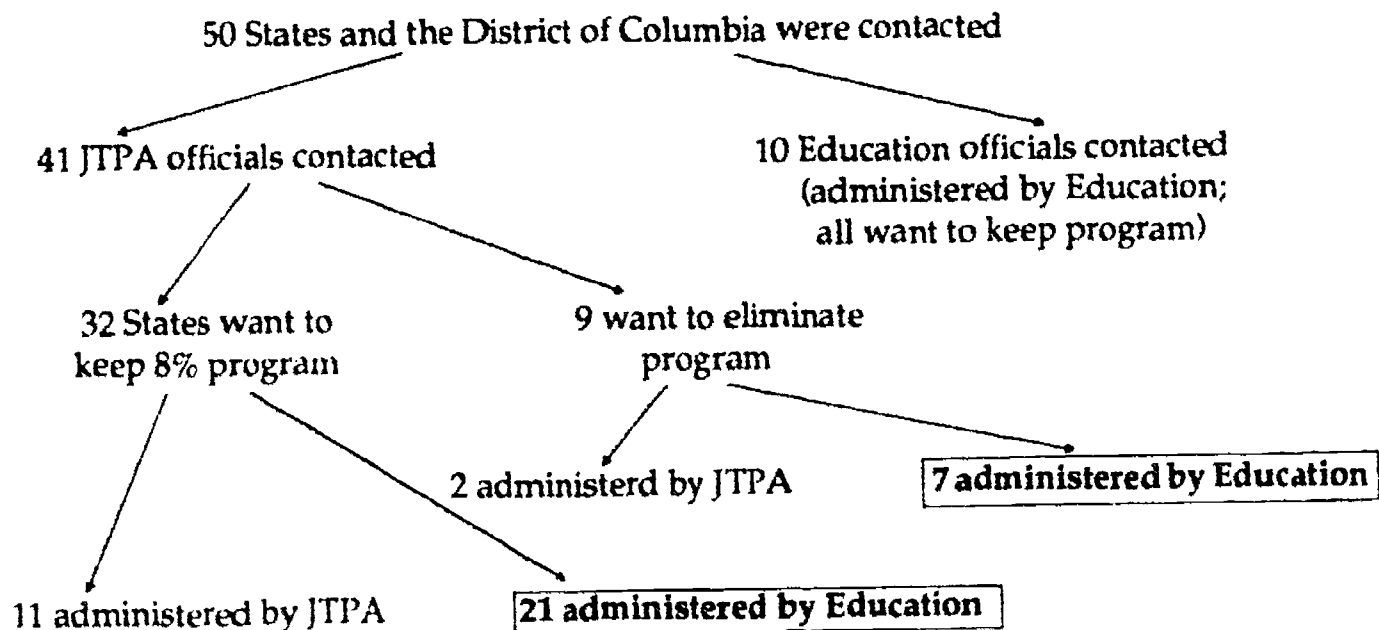 50 States and the District of Columbia were contacted
41 JTPA officials contacted
10 Education officials contacted
(administered by Education;
all want to keep program)
32 States want to
keep 8% program
9 want to eliminate
program
2 administerd by JTPA
7 administered by Education
11 administered by JTPA
21 administered by Education